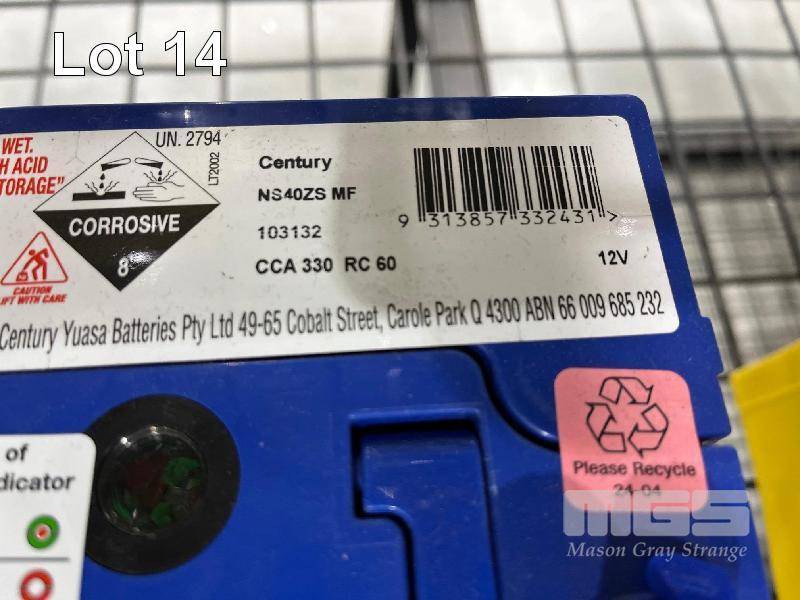 Lot 14
WET.
H ACID
TORAGE"
UN. 2794
LT2002
CORROSIVE
8
CAUTION
LIFT WITH CARE
Century
NS40ZS MF
103132
CCA 330 RC 60
9 313857 332431 >
12V
Century Yuasa Batteries Pty Ltd 49-65 Cobalt Street, Carole Park Q 4300 ABN 66 009 685 232
of
dicator
Please Recycle
24-04
MGS
Mason Gray Strange